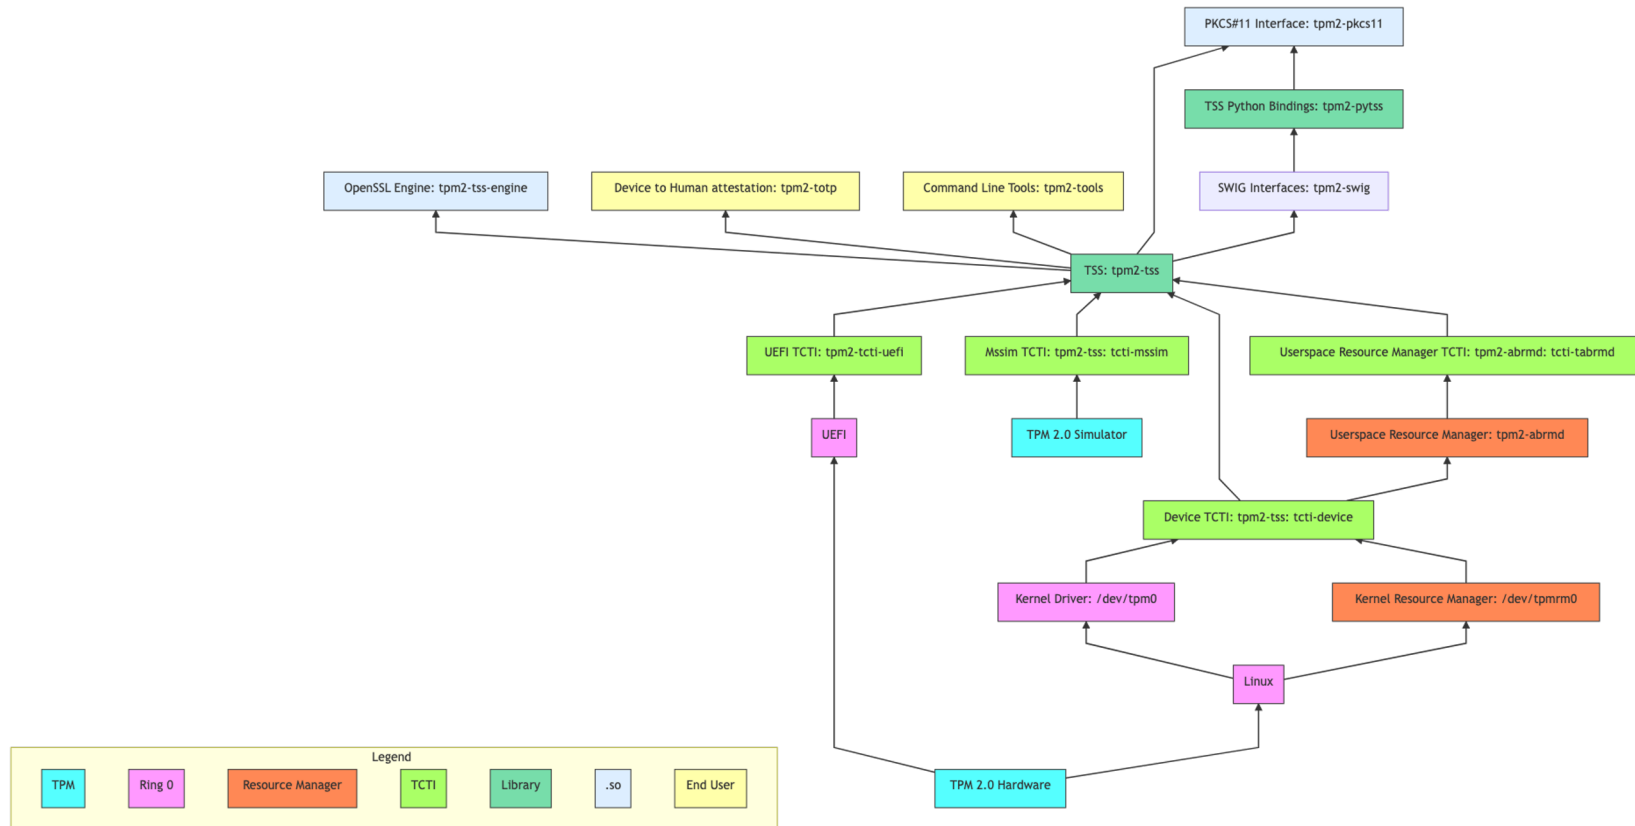 PKCS#11 Interface: tpm2-pkcs11
TSS Python Bindings: tpm2-pytss
OpenSSL Engine: tpm2-tss-engine
Device to Human attestation: tpm2-totp
Command Line Tools: tpm2-tools
SWIG Interfaces: tpm2-swig
TSS: tpm2-tss
UEFI TCTI: tpm2-tcti-uefi
Mssim TCTI: tpm2-tss: tcti-mssim
Userspace Resource Manager TCTI: tpm2-abrmd: tcti-tabrmd
UEFI
TPM 2.0 Simulator
Userspace Resource Manager: tpm2-abrmd
Device TCTI: tpm2-tss: tcti-device
Kernel Driver: /dev/tpm0
Kernel Resource Manager: /dev/tpmrm0
Linux
TPM 2.0 Hardware
Legend
TPM
Ring 0
Resource Manager
TCTI
Library
.so
End User